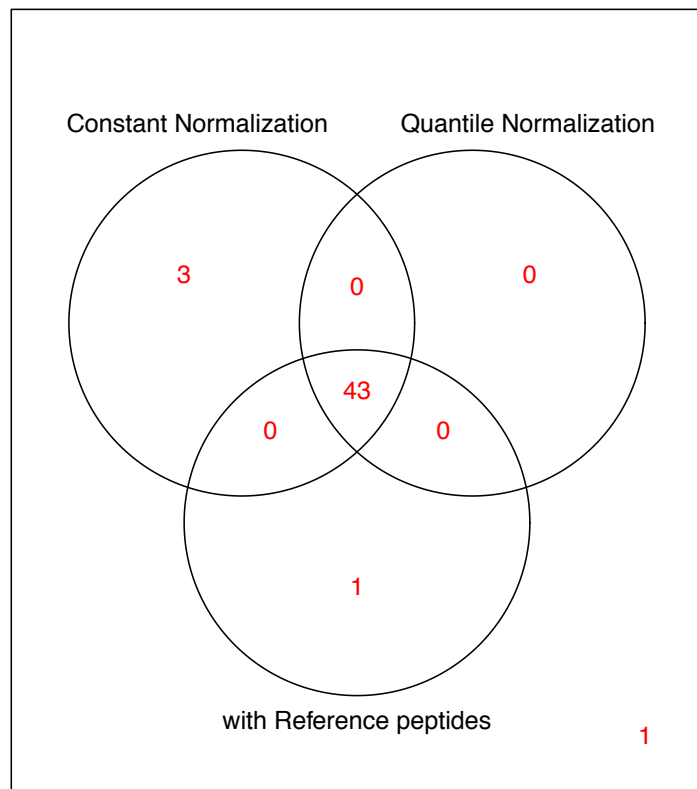 Constant Normalization
Quantile Normalization
3
0
0
43
0
0
1
with Reference peptides
1